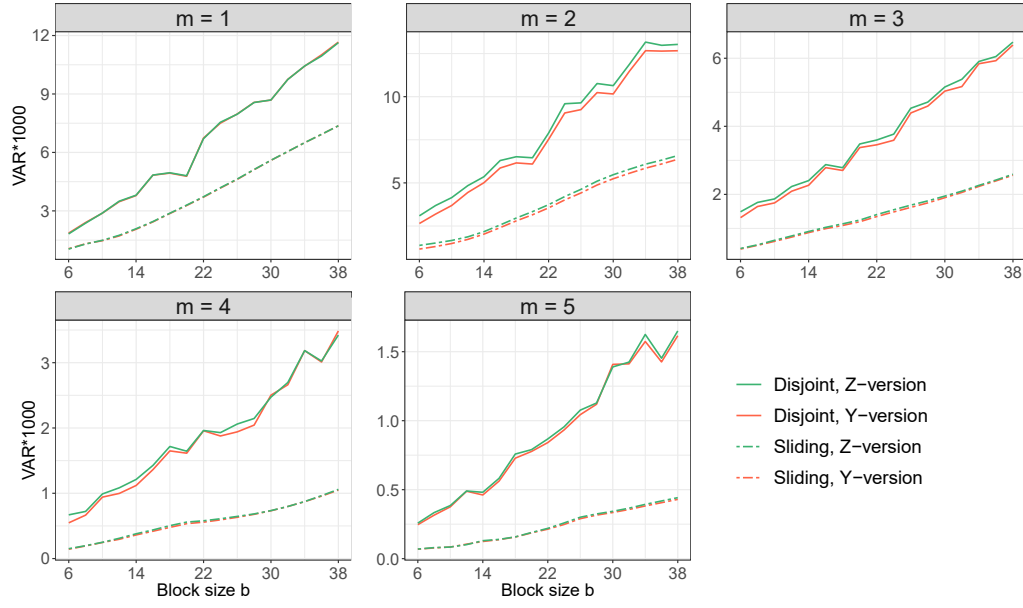 m = 1
m = 2
m = 3
VAR*1000
12
9
6
3
10
5
6
4
2
6 14 22 30 38
6 14 22 30 38
6 14 22 30 38
m = 4
m = 5
VAR*1000
3
2
1
0
1.5
1.0
0.5
0.0
6 14 22 30 38
6 14 22 30 38
Block size b
Block size b
Disjoint, Z−version
Disjoint, Y−version
Sliding, Z−version
Sliding, Y−version